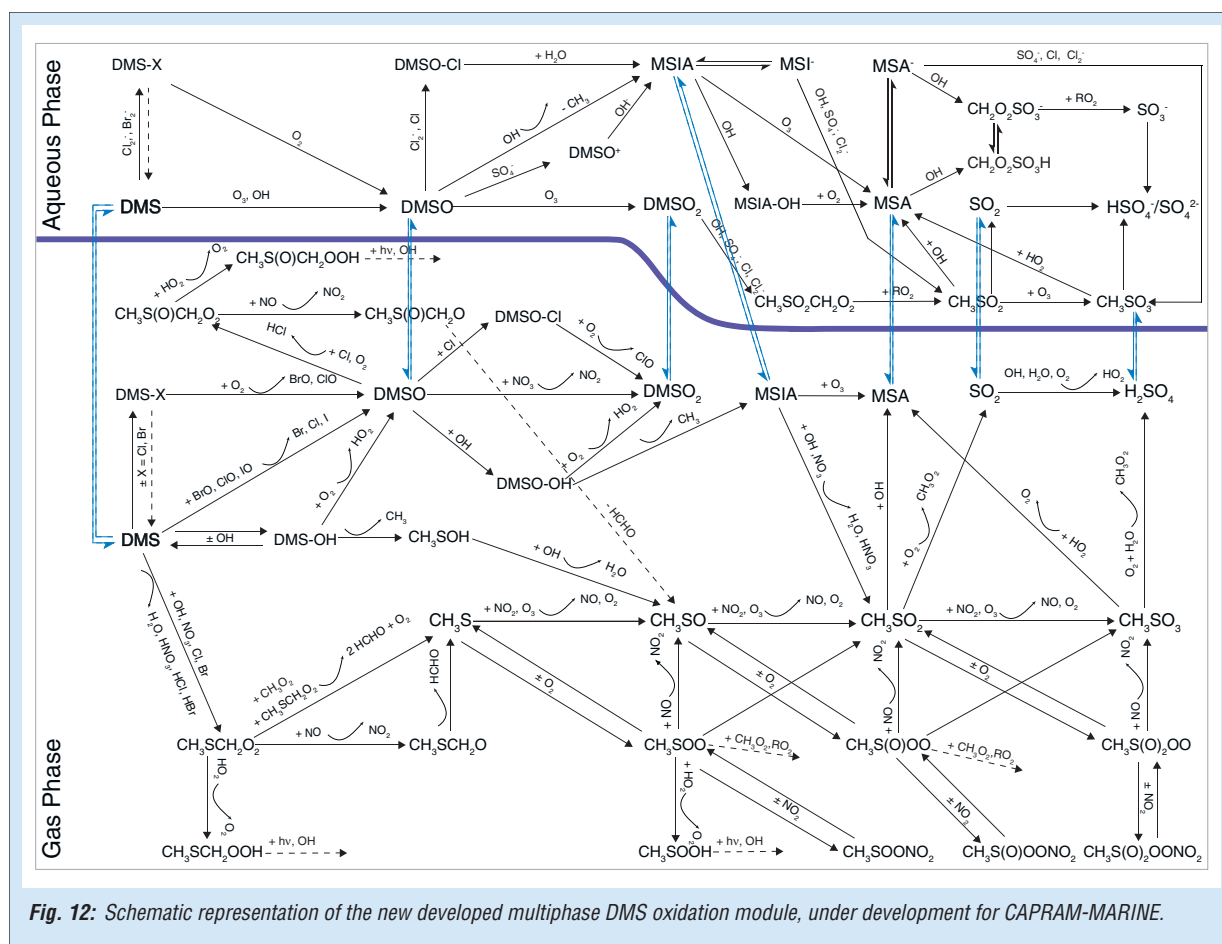 Aqueous Phase
DMS-X
DMSO-Cl
+ H₂O
MSIA
MSI⁻
MSA⁻
SO₄⁻, Cl, Cl₂⁻
Cl₂⁻; Br₂⁻
O₂
Cl₂⁻, Cl
OH
- CH₃
SO₄⁻
DMSO⁺
OH⁻
OH
O₃
OH, SO₄⁻, Cl₂⁻
OH
CH₂O₂SO₃⁻
+ RO₂
SO₃⁻
OH
CH₂O₂SO₃H
DMS
O₃, OH
DMSO
O₃
DMSO₂
MSIA-OH
+ O₂
MSA
SO₂
HSO₄⁻/SO₄²⁻
OH, SO₄⁻, Cl, Cl₂⁻
+ OH
+ HO₂
CH₃SO₂CH₂O₂
+ RO₂
CH₃SO₂
+ O₃
CH₃SO₃
+ HO₂
O₂
CH₃S(O)CH₂OOH
+ hν, OH
CH₃S(O)CH₂O₂
+ NO
NO₂
CH₃S(O)CH₂O
HCl
+ Cl, O₂
DMSO-Cl
+ Cl
+ O₂
ClO
DMS-X
+ O₂
BrO, ClO
DMSO
+ NO₃
NO₂
DMSO₂
MSIA
+ O₃
MSA
SO₂
OH, H₂O, O₂
HO₂
H₂SO₄
± X = Cl, Br
+ BrO, ClO, IO
Br, Cl, I
+ O₂
HO₂
+ OH
DMSO-OH
+ O₂
HO₂
CH₃
- HCHO
+ OH ,NO₃
H₂O, HNO₃
+ OH
+ O₂
CH₃O₂
O₂
+ HO₂
O₂ + H₂O
CH₃O₂
DMS
± OH
DMS-OH
CH₃
CH₃SOH
+ OH
H₂O
+ OH, NO₃, Cl, Br
H₂O, HNO₃, HCl, HBr
CH₃S
+ NO₂, O₃
NO, O₂
CH₃SO
+ NO₂, O₃
NO, O₂
CH₃SO₂
+ NO₂, O₃
NO, O₂
CH₃SO₃
+ CH₃O₂
+ CH₃SCH₂O₂
2 HCHO + O₂
HCHO
± O₂
NO₂
+ NO
± O₂
NO₂
+ NO
± O₂
NO₂
+ NO
CH₃SCH₂O₂
+ NO
NO₂
CH₃SCH₂O
CH₃SOO
+ CH₃O₂,RO₂
CH₃S(O)OO
+ CH₃O₂,RO₂
CH₃S(O)₂OO
HO₂
O₂
+ HO₂
O₂
± NO₂
± NO₂
± NO₂
CH₃SCH₂OOH
+ hν, OH
CH₃SOOH
+ hν, OH
CH₃SOONO₂
CH₃S(O)OONO₂
CH₃S(O)₂OONO₂
Gas Phase
Fig. 12: Schematic representation of the new developed multiphase DMS oxidation module, under development for CAPRAM-MARINE.